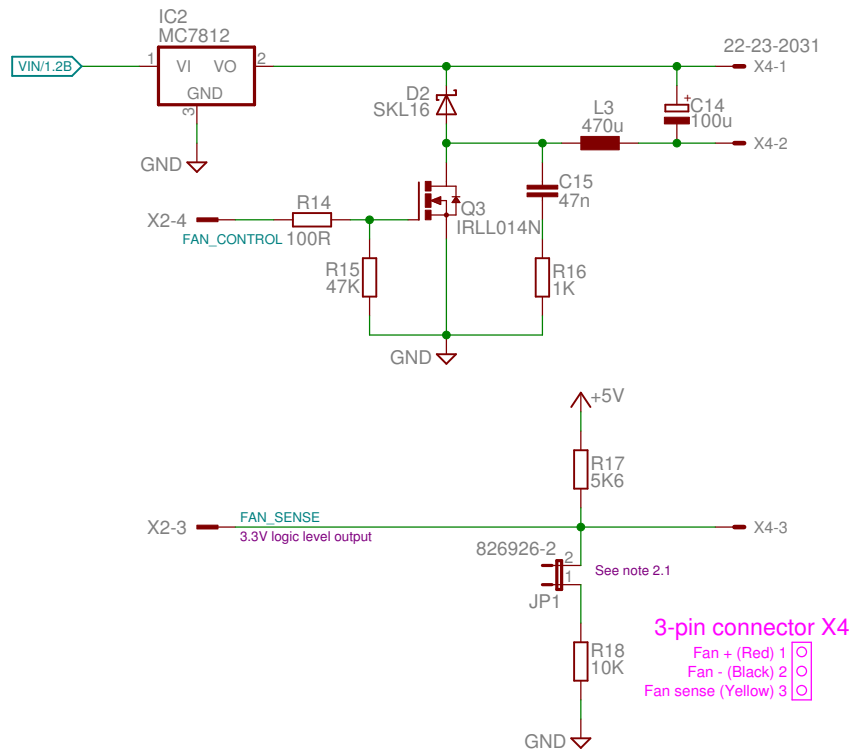 IC2
MC7812
VIN/1.2B
1
VI
VO
2
GND
3
GND
22-23-2031
X4-1
D2
SKL16
L3
470u
+
C14
100u
X4-2
C15
47n
X2-4
R14
FAN_CONTROL
100R
Q3
IRLL014N
R15
47K
R16
1K
GND
+5V
R17
5K6
X2-3
FAN_SENSE
3.3V logic level output
X4-3
826926-2
2
1
See note 2.1
JP1
R18
10K
GND
3-pin connector X4
Fan + (Red) 1
Fan - (Black) 2
Fan sense (Yellow) 3